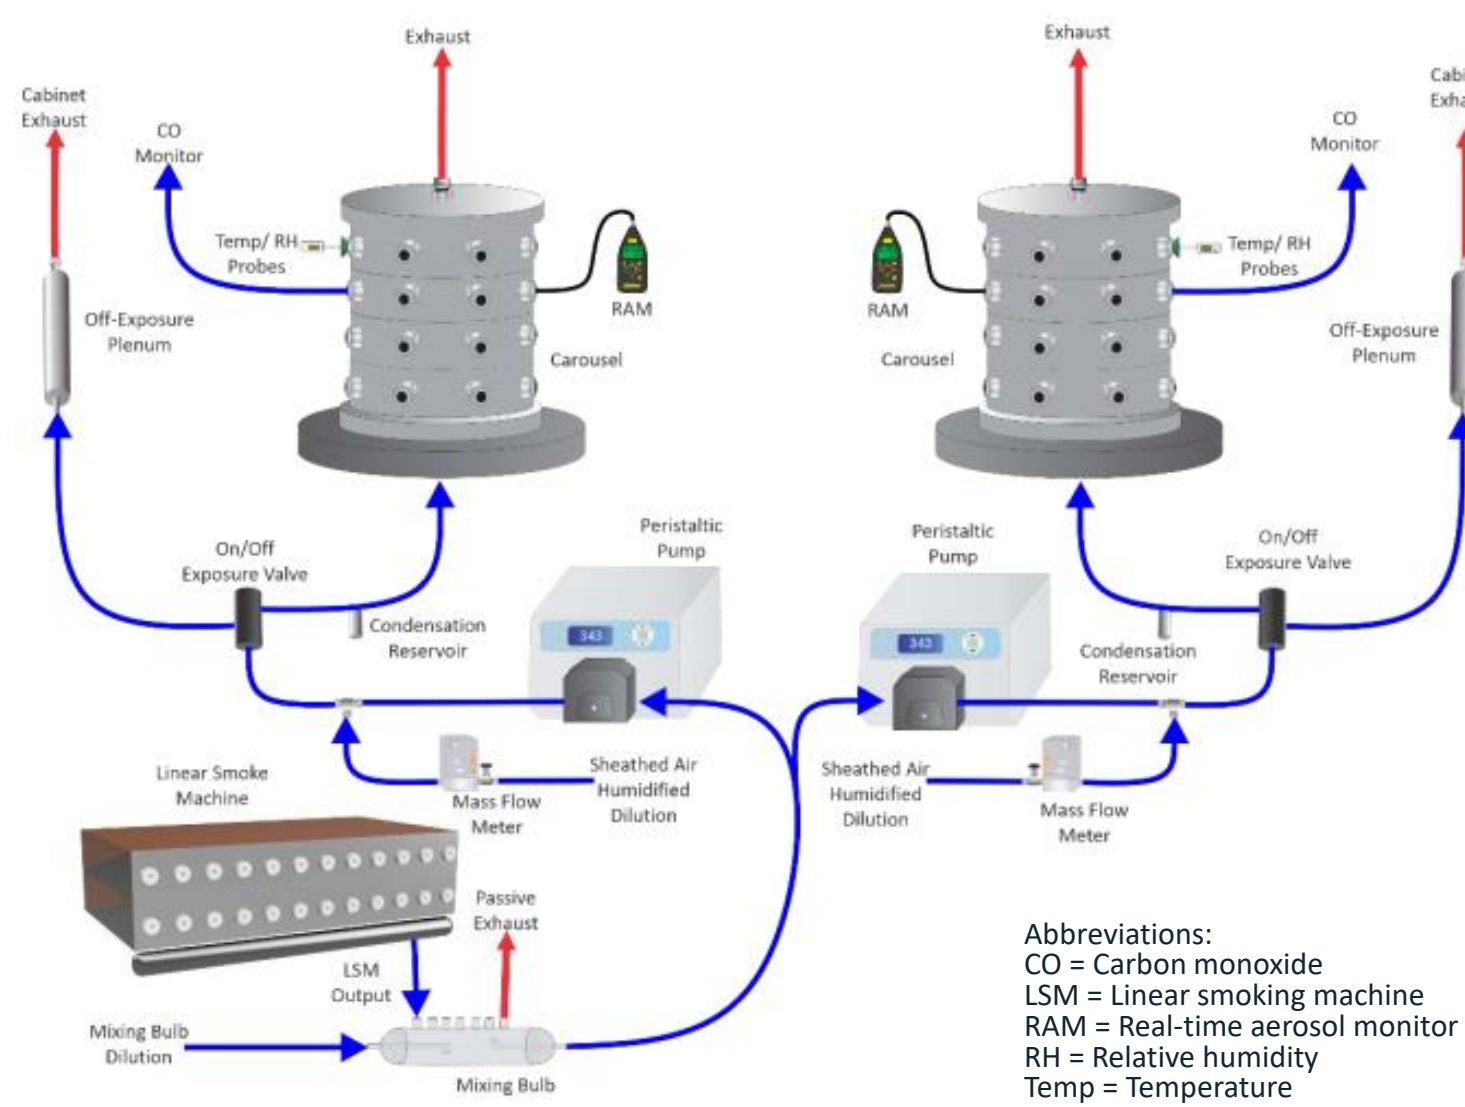 Exhaust
Exhaust
Cabinet
Exhaust
CO
Monitor
CO
Monitor
Cabi
Exha
Temp/ RH
Probes
Temp/ RH
Probes
RAM
RAM
Off-Exposure
Plenum
Off-Exposure
Plenum
Carousel
Carousel
Peristaltic
Pump
Peristaltic
Pump
On/Off
Exposure Valve
On/Off
Exposure Valve
343
343
Condensation
Reservoir
Condensation
Reservoir
Linear Smoke
Machine
Sheathed Air
Humidified
Dilution
Sheathed Air
Humidified
Dilution
Mass Flow
Meter
Mass Flow
Meter
Passive
Exhaust
LSM
Output
Mixing Bulb
Dilution
Mixing Bulb
Abbreviations:
CO = Carbon monoxide
LSM = Linear smoking machine
RAM = Real-time aerosol monitor
RH = Relative humidity
Temp = Temperature